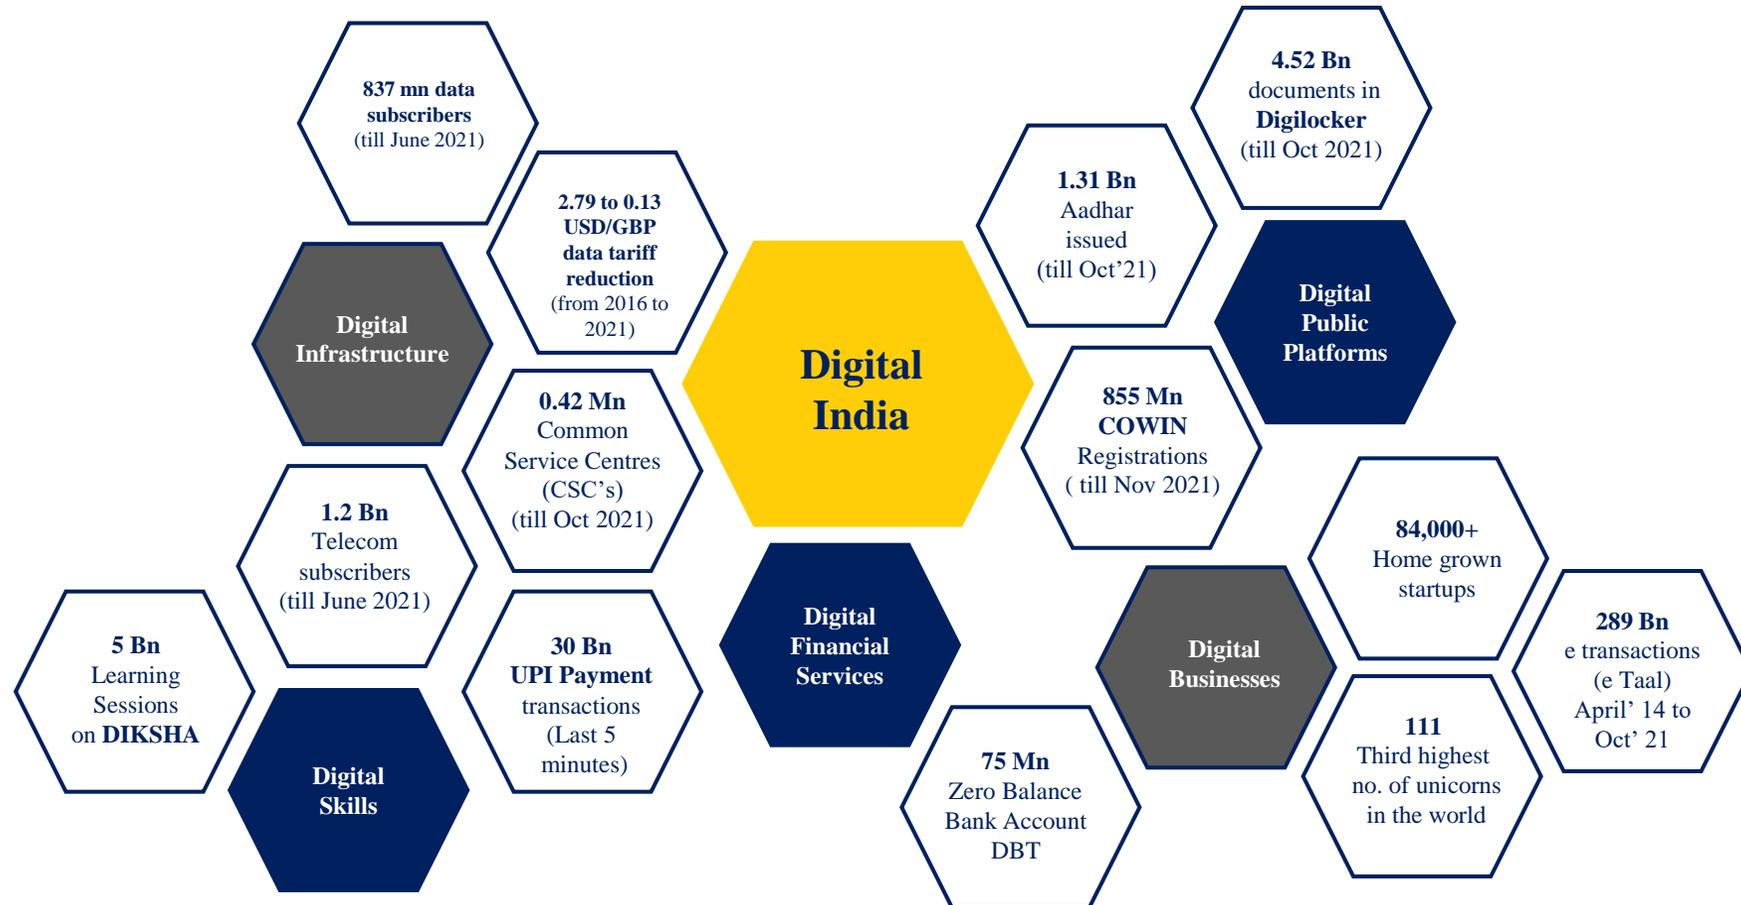 837 mn data
subscribers
(till June 2021)
2.79 to 0.13
USD/GBP
data tariff
reduction
(from 2016 to
2021)
Digital
Infrastructure
0.42 Mn
Common
Service Centres
(CSC’s)
(till Oct 2021)
1.2 Bn
Telecom
subscribers
(till June 2021)
5 Bn
Learning
Sessions
on DIKSHA
Digital
Skills
30 Bn
UPI Payment
transactions
(Last 5
minutes)
Digital
India
Digital
Financial
Services
75 Mn
Zero Balance
Bank Account
DBT
4.52 Bn
documents in
Digilocker
(till Oct 2021)
1.31 Bn
Aadhar
issued
(till Oct’21)
Digital
Public
Platforms
855 Mn
COWIN
Registrations
( till Nov 2021)
84,000+
Home grown
startups
Digital
Businesses
289 Bn
e transactions
(e Taal)
April’ 14 to
Oct’ 21
111
Third highest
no. of unicorns
in the world